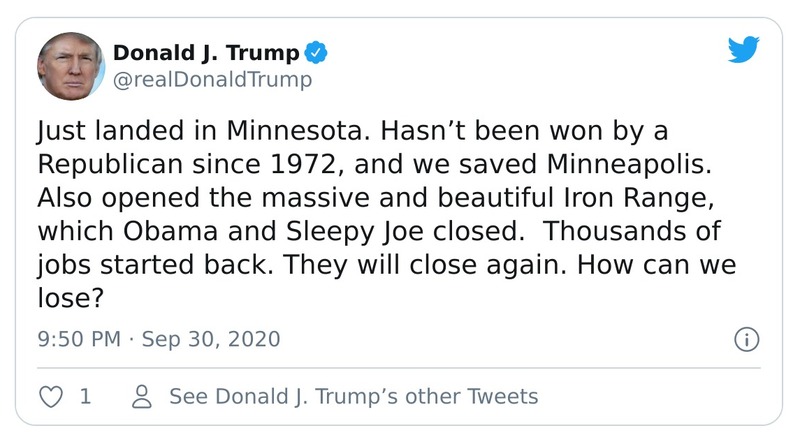 Donald J. Trump
@realDonaldTrump
Just landed in Minnesota. Hasn’t been won by a
Republican since 1972, and we saved Minneapolis.
Also opened the massive and beautiful Iron Range,
which Obama and Sleepy Joe closed.  Thousands of
jobs started back. They will close again. How can we
lose?
9:50 PM · Sep 30, 2020
1 See Donald J. Trump’s other Tweets